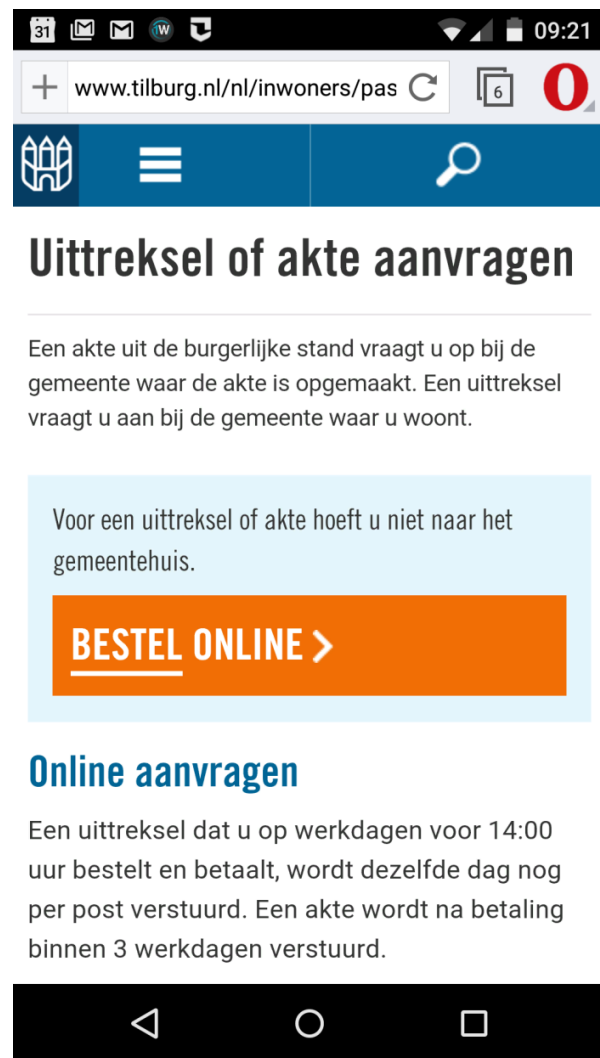 31 09:21
www.tilburg.nl/nl/inwoners/pas 6
Uittreksel of akte aanvragen
Een akte uit de burgerlijke stand vraagt u op bij de
gemeente waar de akte is opgemaakt. Een uittreksel
vraagt u aan bij de gemeente waar u woont.
Voor een uittreksel of akte hoeft u niet naar het
gemeentehuis.
BESTEL ONLINE
Online aanvragen
Een uittreksel dat u op werkdagen voor 14:00
uur bestelt en betaalt, wordt dezelfde dag nog
per post verstuurd. Een akte wordt na betaling
binnen 3 werkdagen verstuurd.